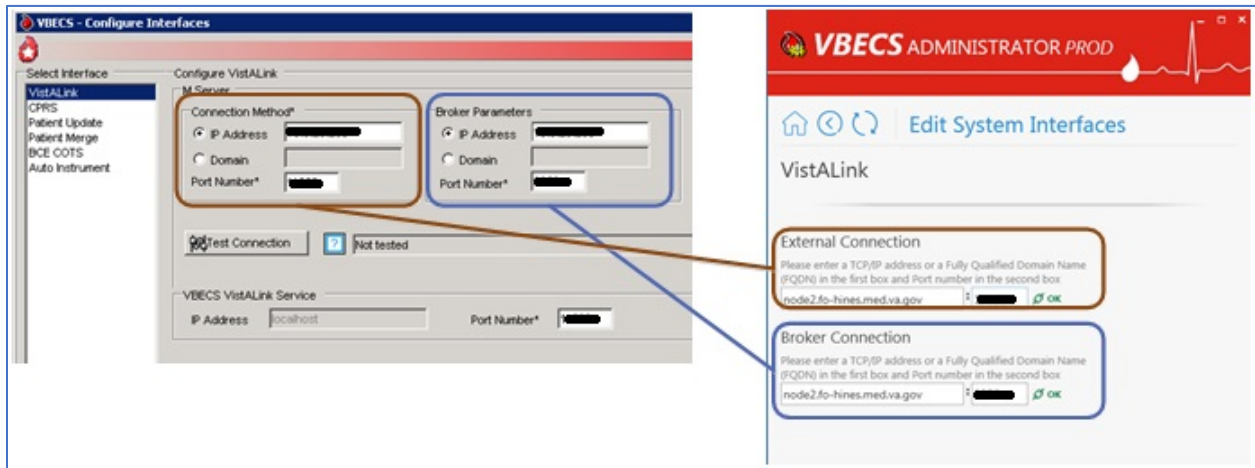 VBECS - Configure Interfaces
Select Interface
VistALink
CPRS
Patient Update
Patient Merge
BCE COTS
Auto Instrument
Configure VistALink
M Server
Connection Method*
IP Address
Domain
Port Number*
Broker Parameters
IP Address
Domain
Port Number*
Test Connection
?
Not tested
VBECS VistALink Service
IP Address
localhost
Port Number*
VBECS ADMINISTRATOR PROD
Edit System Interfaces
VistALink
External Connection
Please enter a TCP/IP address or a Fully Qualified Domain Name
(FQDN) in the first box and Port number in the second box
node2.fo-hines.med.va.gov : OK
Broker Connection
Please enter a TCP/IP address or a Fully Qualified Domain Name
(FQDN) in the first box and Port number in the second box
node2.fo-hines.med.va.gov : OK